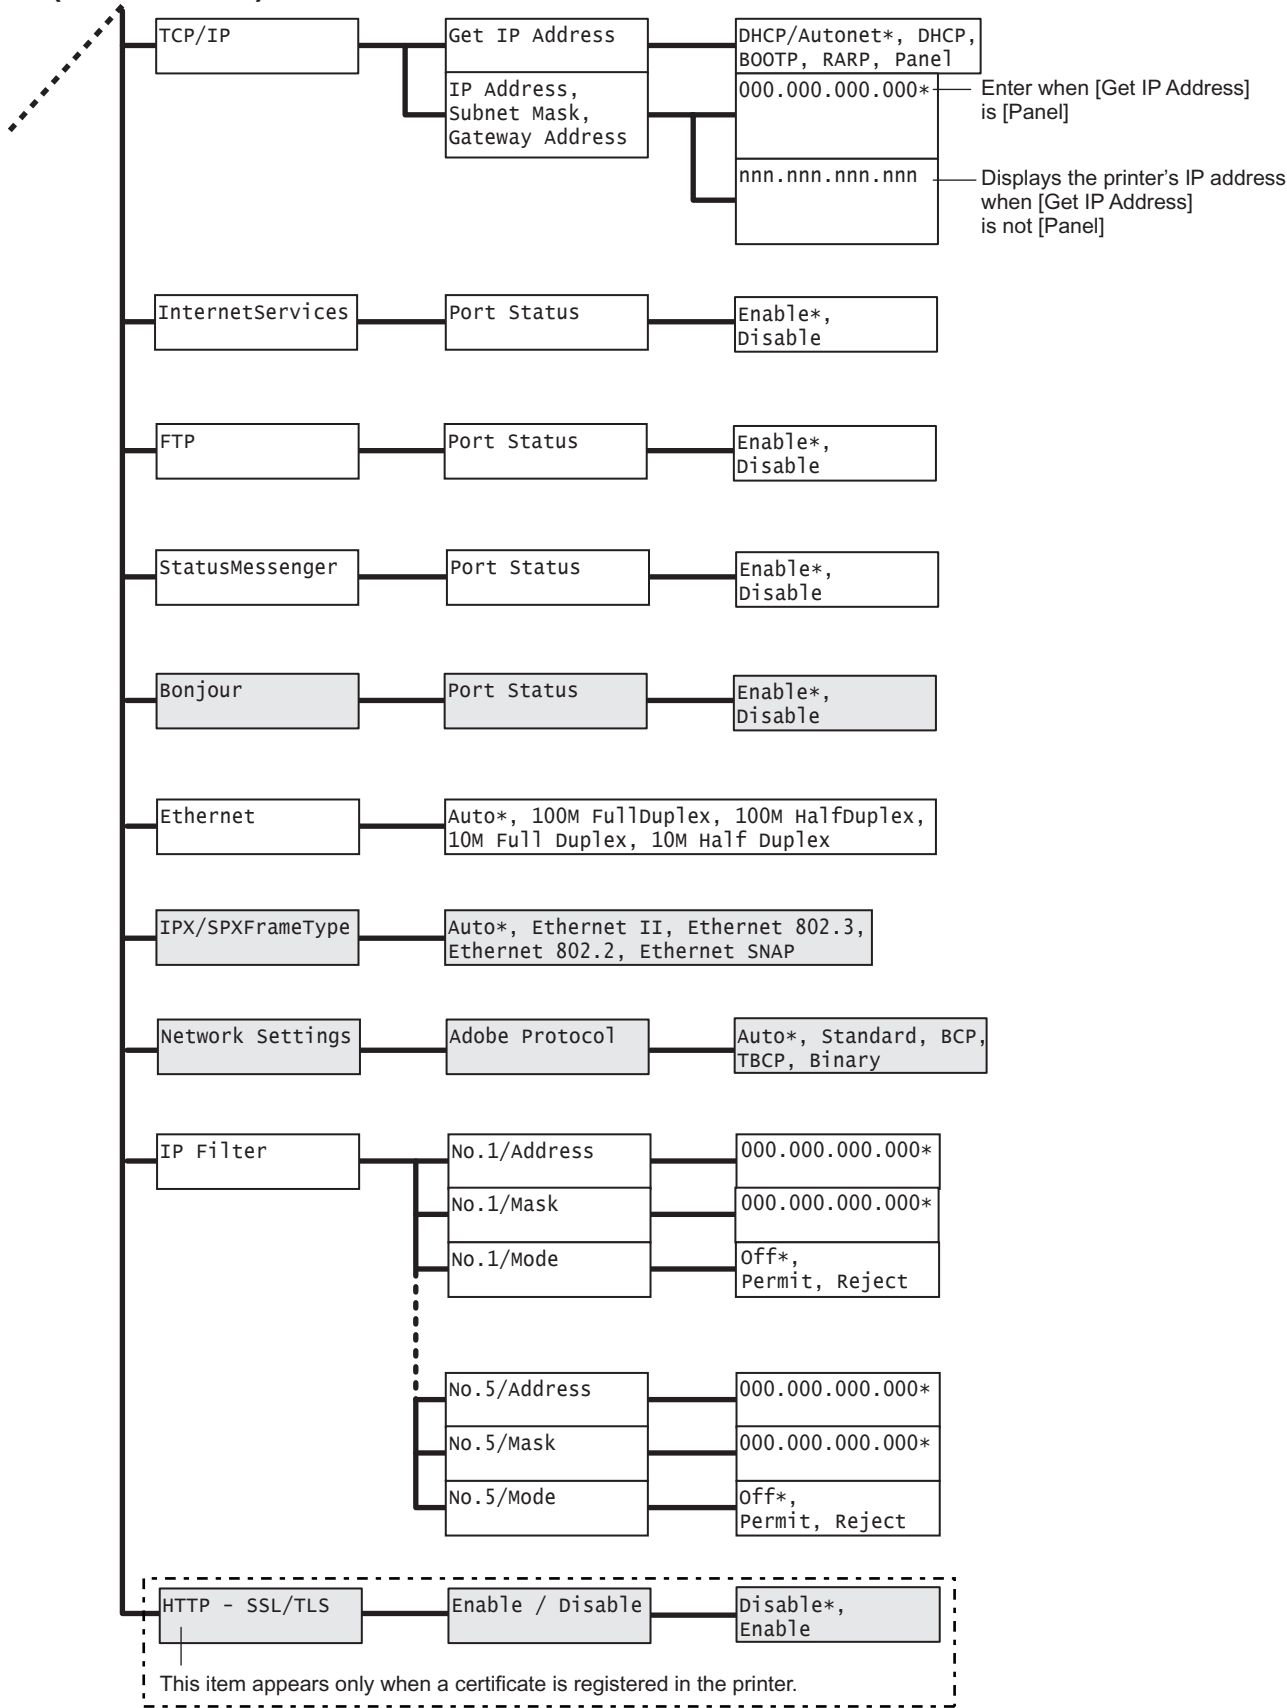 TCP/IP
Get IP Address
DHCP/Autonet*, DHCP,
BOOTP, RARP, Panel
IP Address,
Subnet Mask,
Gateway Address
000.000.000.000*
Enter when [Get IP Address]
is [Panel]
nnn.nnn.nnn.nnn
Displays the printer's IP address
when [Get IP Address]
is not [Panel]
InternetServices
Port Status
Enable*,
Disable
FTP
Port Status
Enable*,
Disable
StatusMessenger
Port Status
Enable*,
Disable
Bonjour
Port Status
Enable*,
Disable
Ethernet
Auto*, 100M FullDuplex, 100M HalfDuplex,
10M Full Duplex, 10M Half Duplex
IPX/SPXFrameType
Auto*, Ethernet II, Ethernet 802.3,
Ethernet 802.2, Ethernet SNAP
Network Settings
Adobe Protocol
Auto*, Standard, BCP,
TBCP, Binary
IP Filter
No.1/Address
000.000.000.000*
No.1/Mask
000.000.000.000*
No.1/Mode
Off*,
Permit, Reject
No.5/Address
000.000.000.000*
No.5/Mask
000.000.000.000*
No.5/Mode
Off*,
Permit, Reject
HTTP - SSL/TLS
Enable / Disable
Disable*,
Enable
This item appears only when a certificate is registered in the printer.